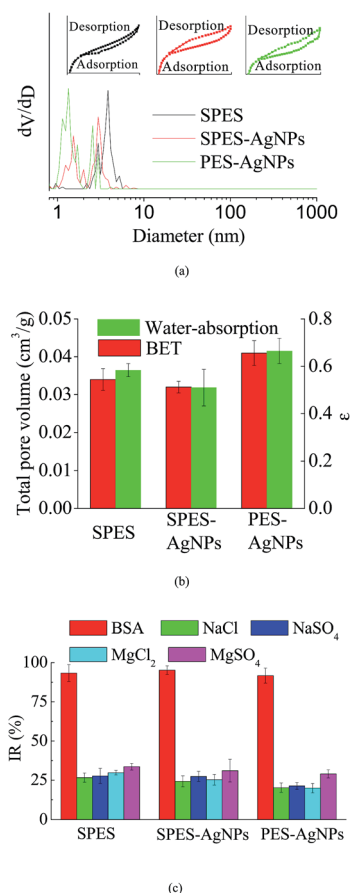 Desorption
Adsorption
Desorption
Adsorption
Desorption
Adsorption
dV/dD
SPES
SPES-AgNPs
PES-AgNPs
1 10 100 1000
Diameter (nm)
(a)
Total pore volume (cm³/g)
0.05
0.04
0.03
0.02
0.01
0.00
Water-absorption
BET
0.8
0.6
0.4
0.2
0.0
ε
SPES
SPES-
AgNPs
PES-
AgNPs
(b)
BSA NaCl NaSO₄
MgCl₂ MgSO₄
IR (%)
100
75
50
25
0
SPES SPES-AgNPs PES-AgNPs
(c)